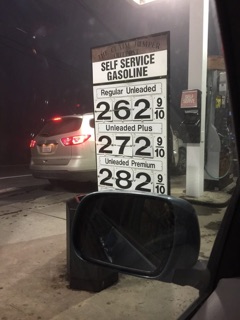 SELF SERVICE
GASOLINE
Regular Unleaded
262 9/10
Unleaded Plus
272 9/10
Unleaded Premium
282 9/10